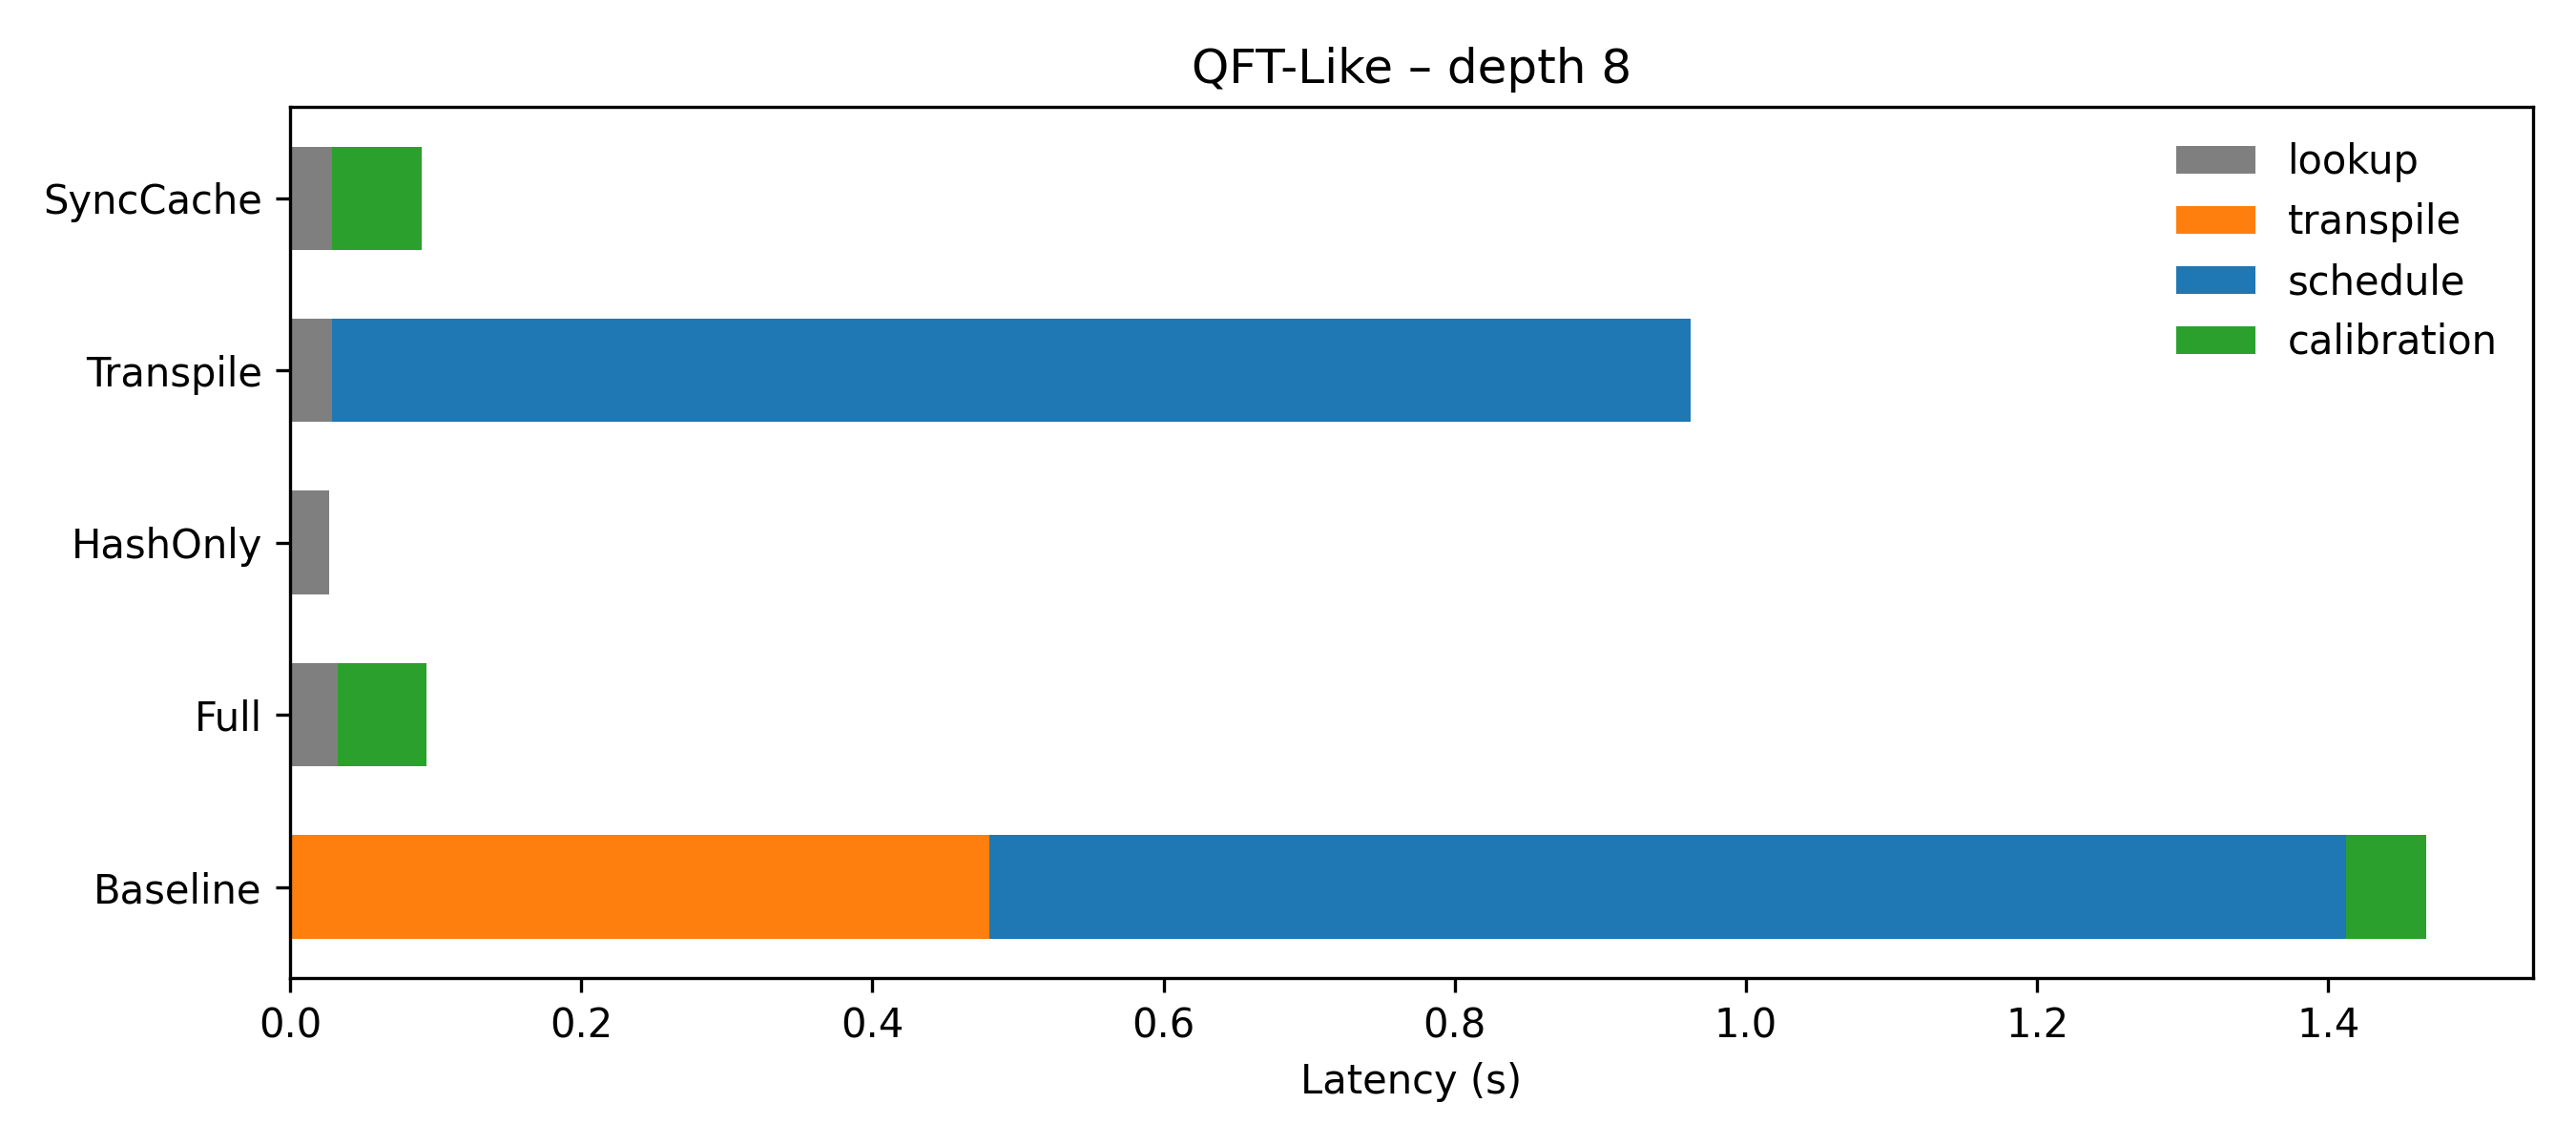 QFT-Like – depth 8
lookup
transpile
schedule
calibration
SyncCache
Transpile
HashOnly
Full
Baseline
0.0 0.2 0.4 0.6 0.8 1.0 1.2 1.4
Latency (s)